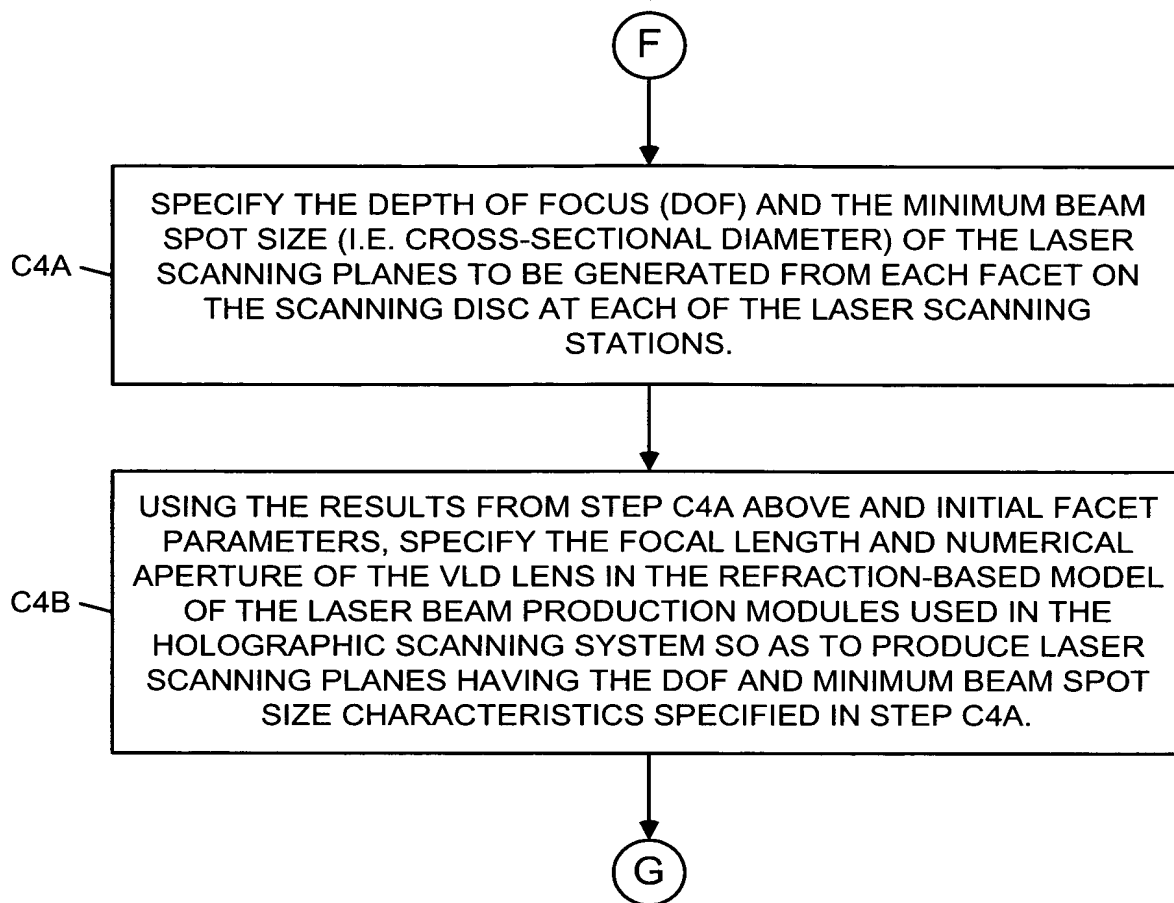 F
C4A
SPECIFY THE DEPTH OF FOCUS (DOF) AND THE MINIMUM BEAM
SPOT SIZE (I.E. CROSS-SECTIONAL DIAMETER) OF THE LASER
SCANNING PLANES TO BE GENERATED FROM EACH FACET ON
THE SCANNING DISC AT EACH OF THE LASER SCANNING
STATIONS.
C4B
USING THE RESULTS FROM STEP C4A ABOVE AND INITIAL FACET
PARAMETERS, SPECIFY THE FOCAL LENGTH AND NUMERICAL
APERTURE OF THE VLD LENS IN THE REFRACTION-BASED MODEL
OF THE LASER BEAM PRODUCTION MODULES USED IN THE
HOLOGRAPHIC SCANNING SYSTEM SO AS TO PRODUCE LASER
SCANNING PLANES HAVING THE DOF AND MINIMUM BEAM SPOT
SIZE CHARACTERISTICS SPECIFIED IN STEP C4A.
G